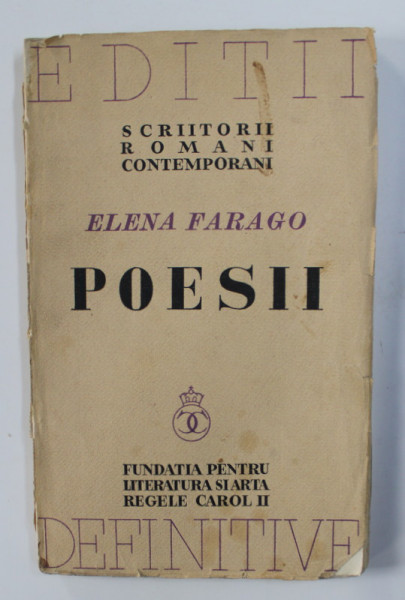 EDITII
SCRIITORII
ROMANI
CONTEMPORANI
ELENA FARAGO
POESII
FUNDATIA PENTRU
LITERATURA SI ARTA
REGELE CAROL II
DEFINITIVE